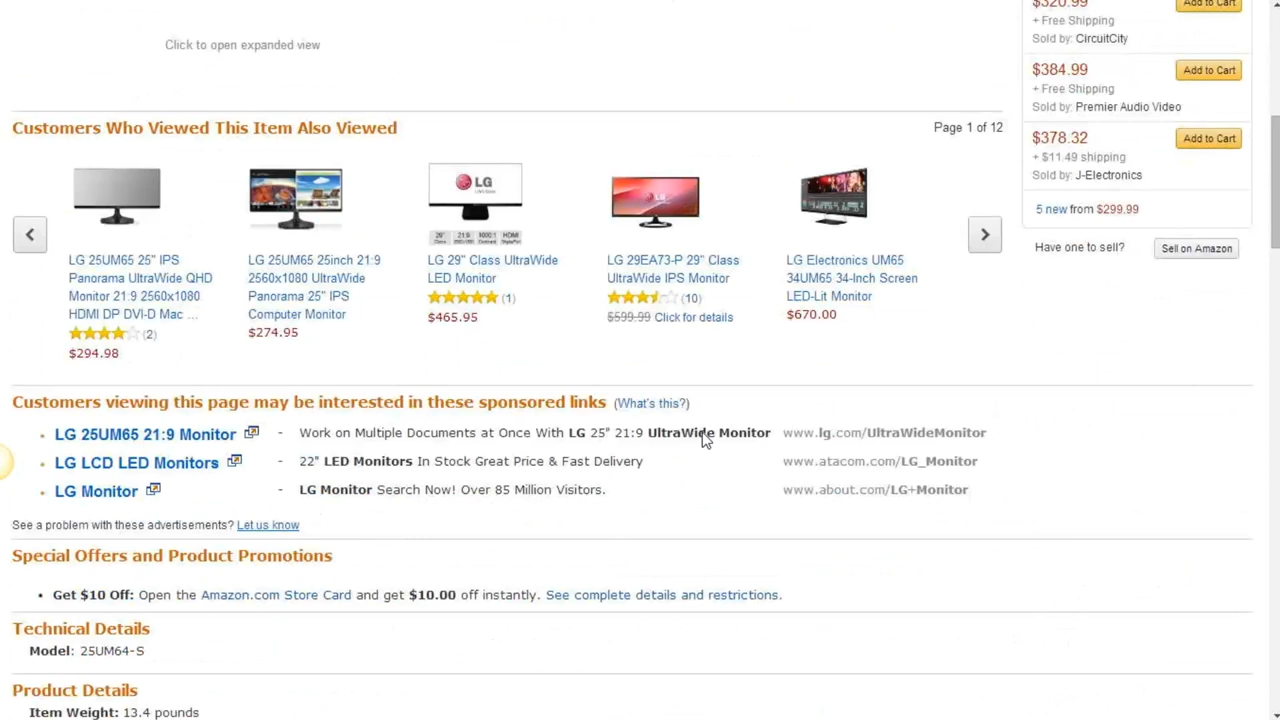 $320.99 Add to Cart
+ Free Shipping
Sold by: CircuitCity
$384.99 Add to Cart
+ Free Shipping
Sold by: Premier Audio Video
$378.32 Add to Cart
+ $11.49 shipping
Sold by: J-Electronics
5 new from $299.99
Have one to sell? Sell on Amazon
Click to open expanded view
Customers Who Viewed This Item Also Viewed
Page 1 of 12
LG 25UM65 25" IPS
Panorama UltraWide QHD
Monitor 21:9 2560x1080
HDMI DP DVI-D Mac ...
(2)
$294.98
LG 25UM65 25inch 21:9
2560x1080 UltraWide
Panorama 25" IPS
Computer Monitor
$274.95
LG
LG 29" Class UltraWide
LED Monitor
(1)
$465.95
LG
LG 29EA73-P 29" Class
UltraWide IPS Monitor
(10)
$599.99 Click for details
LG Electronics UM65
34UM65 34-Inch Screen
LED-Lit Monitor
$670.00
Customers viewing this page may be interested in these sponsored links (What's this?)
LG 25UM65 21:9 Monitor - Work on Multiple Documents at Once With LG 25" 21:9 UltraWide Monitor www.lg.com/UltraWideMonitor
LG LCD LED Monitors - 22" LED Monitors In Stock Great Price & Fast Delivery www.atacom.com/LG_Monitor
LG Monitor - LG Monitor Search Now! Over 85 Million Visitors. www.about.com/LG+Monitor
See a problem with these advertisements? Let us know
Special Offers and Product Promotions
Get $10 Off: Open the Amazon.com Store Card and get $10.00 off instantly. See complete details and restrictions.
Technical Details
Model: 25UM64-S
Product Details
Item Weight: 13.4 pounds